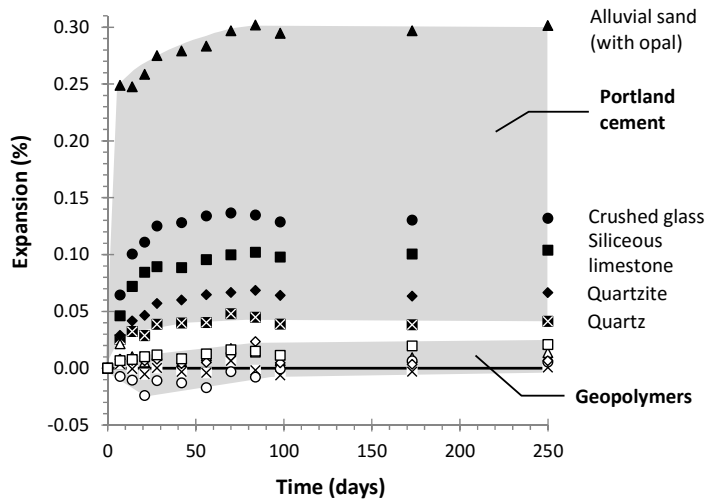 0.30
0.25
0.20
0.15
0.10
0.05
0.00
-0.05
Expansion (%)
0
50
100
150
200
250
Time (days)
Alluvial sand
(with opal)
Portland
cement
Crushed glass
Siliceous
limestone
Quartzite
Quartz
Geopolymers